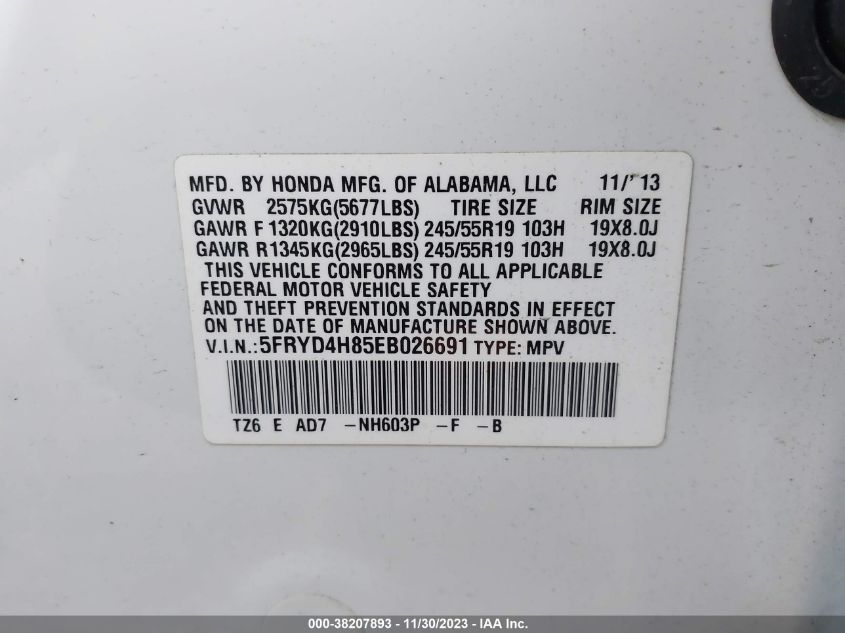 MFD. BY HONDA MFG. OF ALABAMA, LLC 11/'13
GVWR 2575KG(5677LBS) TIRE SIZE RIM SIZE
GAWR F 1320KG(2910LBS) 245/55R19 103H 19X8.0J
GAWR R1345KG(2965LBS) 245/55R19 103H 19X8.0J
THIS VEHICLE CONFORMS TO ALL APPLICABLE
FEDERAL MOTOR VEHICLE SAFETY
AND THEFT PREVENTION STANDARDS IN EFFECT
ON THE DATE OF MANUFACTURE SHOWN ABOVE.
V.I.N.:5FRYD4H85EB026691 TYPE: MPV
TZ6 E AD7 -NH603P -F -B
000-38207893 - 11/30/2023 - IAA Inc.